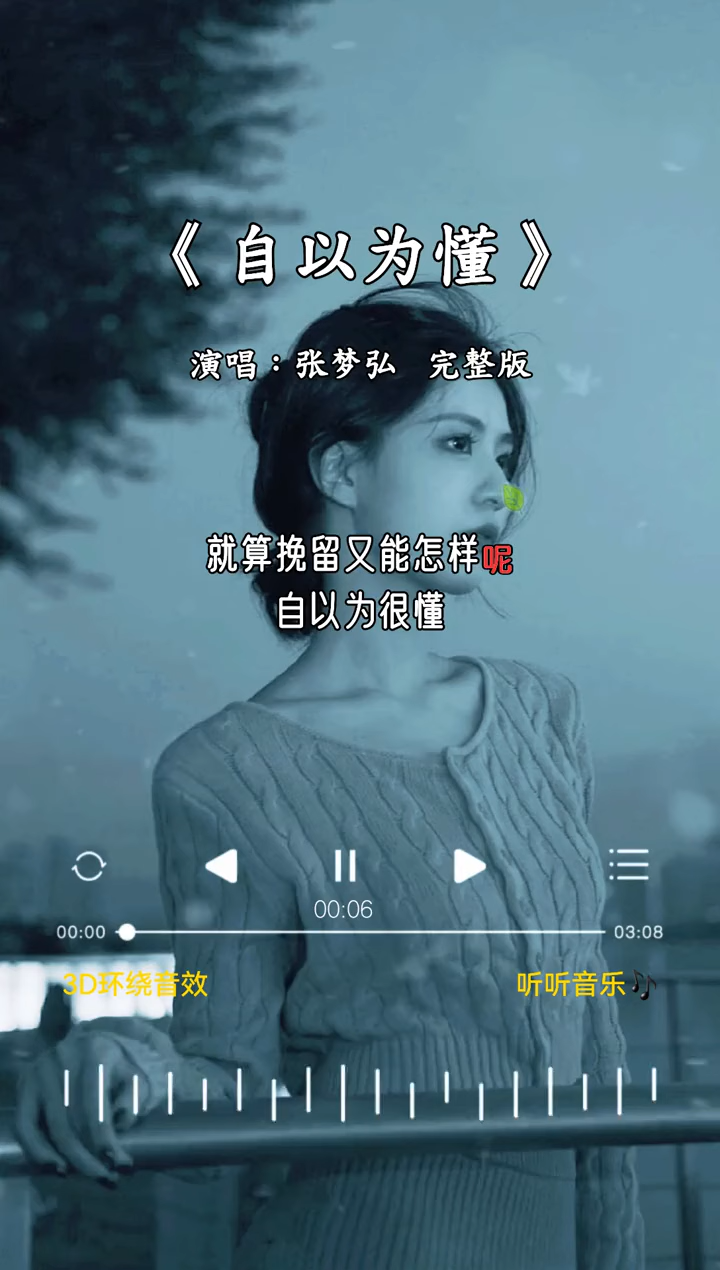 《自以为懂》
演唱：张梦弘 完整版
就算挽留又能怎样呢
自以为很懂
00:06
00:00 03:08
3D环绕音效 听听音乐🎶